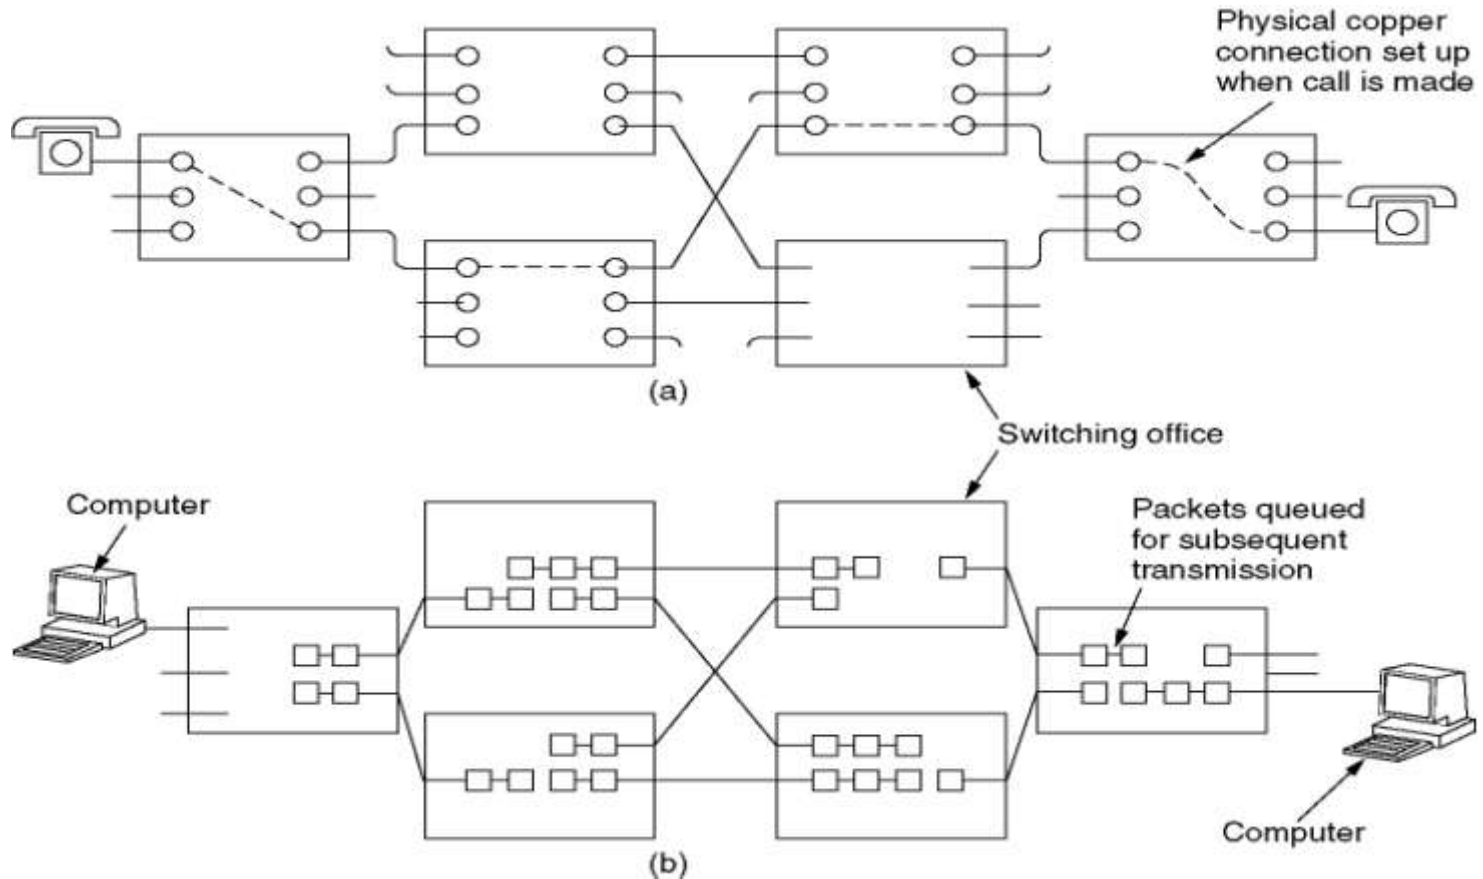 Physical copper
connection set up
when call is made
(a)
Switching office
Computer
Packets queued
for subsequent
transmission
Computer
(b)